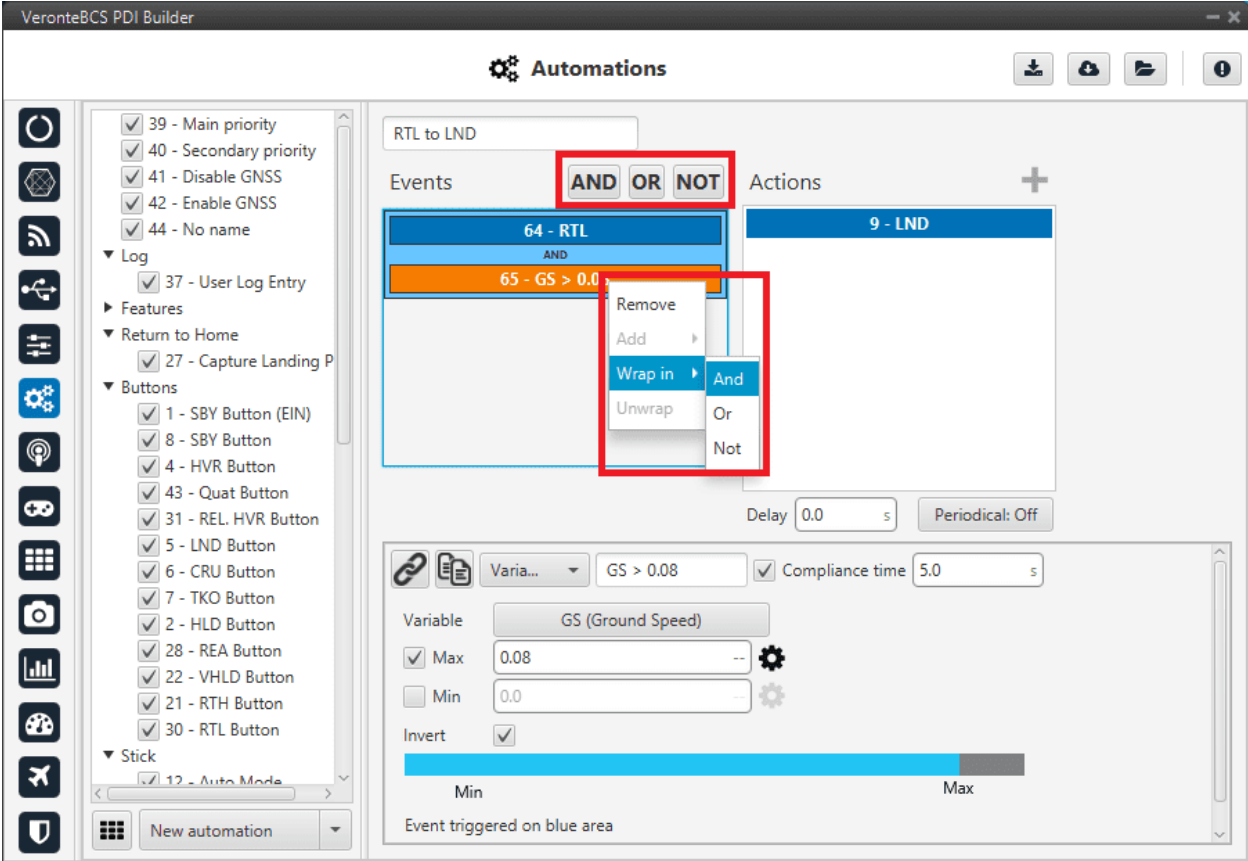 VeronteBCS PDI Builder
Automations
39 - Main priority
40 - Secondary priority
41 - Disable GNSS
42 - Enable GNSS
44 - No name
Log
37 - User Log Entry
Features
Return to Home
27 - Capture Landing P
Buttons
1 - SBY Button (EIN)
8 - SBY Button
4 - HVR Button
43 - Quat Button
31 - REL. HVR Button
5 - LND Button
6 - CRU Button
7 - TKO Button
2 - HLD Button
28 - REA Button
22 - VHLD Button
21 - RTH Button
30 - RTL Button
Stick
12 - Auto Mode
New automation
RTL to LND
Events AND OR NOT
64 - RTL
AND
65 - GS > 0.0
Remove
Add
Wrap in
Unwrap
And
Or
Not
Actions
9 - LND
Delay 0.0 s Periodical: Off
Varia... GS > 0.08 Compliance time 5.0 s
Variable GS (Ground Speed)
Max 0.08 --
Min 0.0 --
Invert
Min Max
Event triggered on blue area